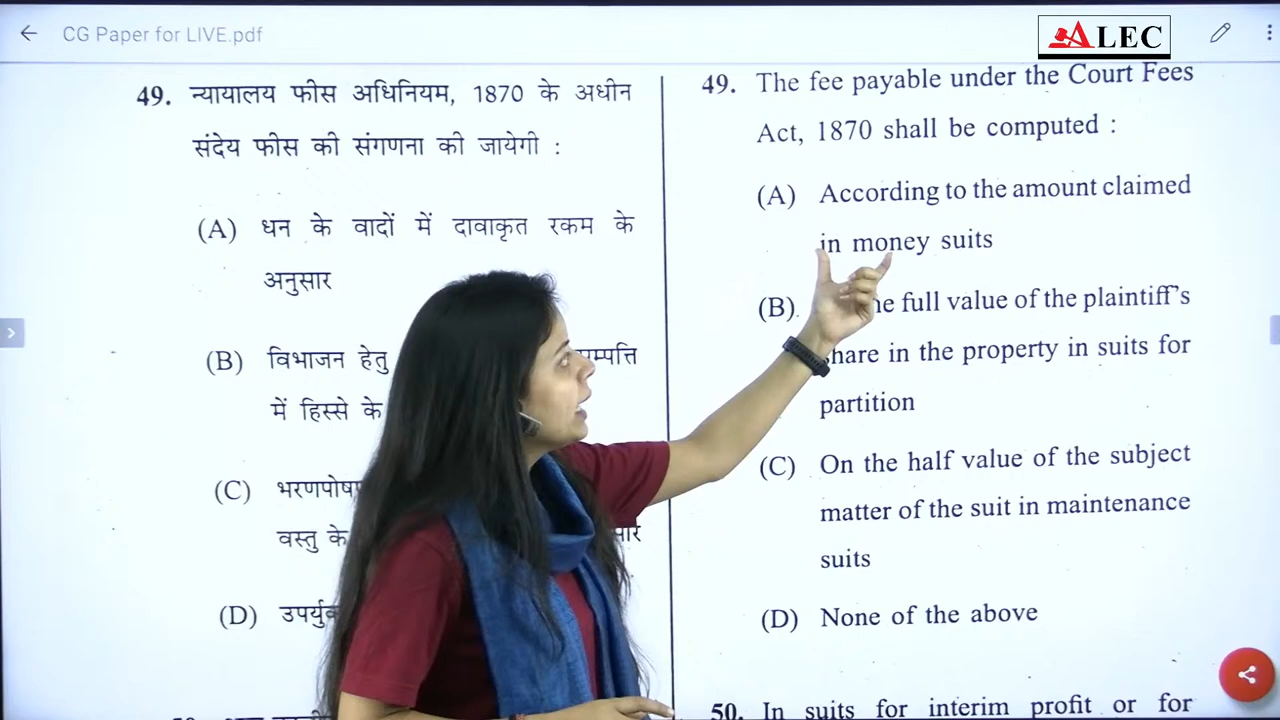 CG Paper for LIVE.pdf
ALEC
49. न्यायालय फीस अधिनियम, 1870 के अधीन
संदेय फीस की संगणना की जायेगी :
(A) धन के वादों में दावाकृत रकम के
अनुसार
(B) विभाजन हेतु
में हिस्से के
(C)
वस्तु के
(D)
49. The fee payable under the Court Fees
Act, 1870 shall be computed :
(A) According to the amount claimed
in money suits
(B). full value of the plaintiff's
share in the property in suits for
partition
(C) On the half value of the subject
matter of the suit in maintenance
suits
(D) None of the above
50. In suits for interim profit or for